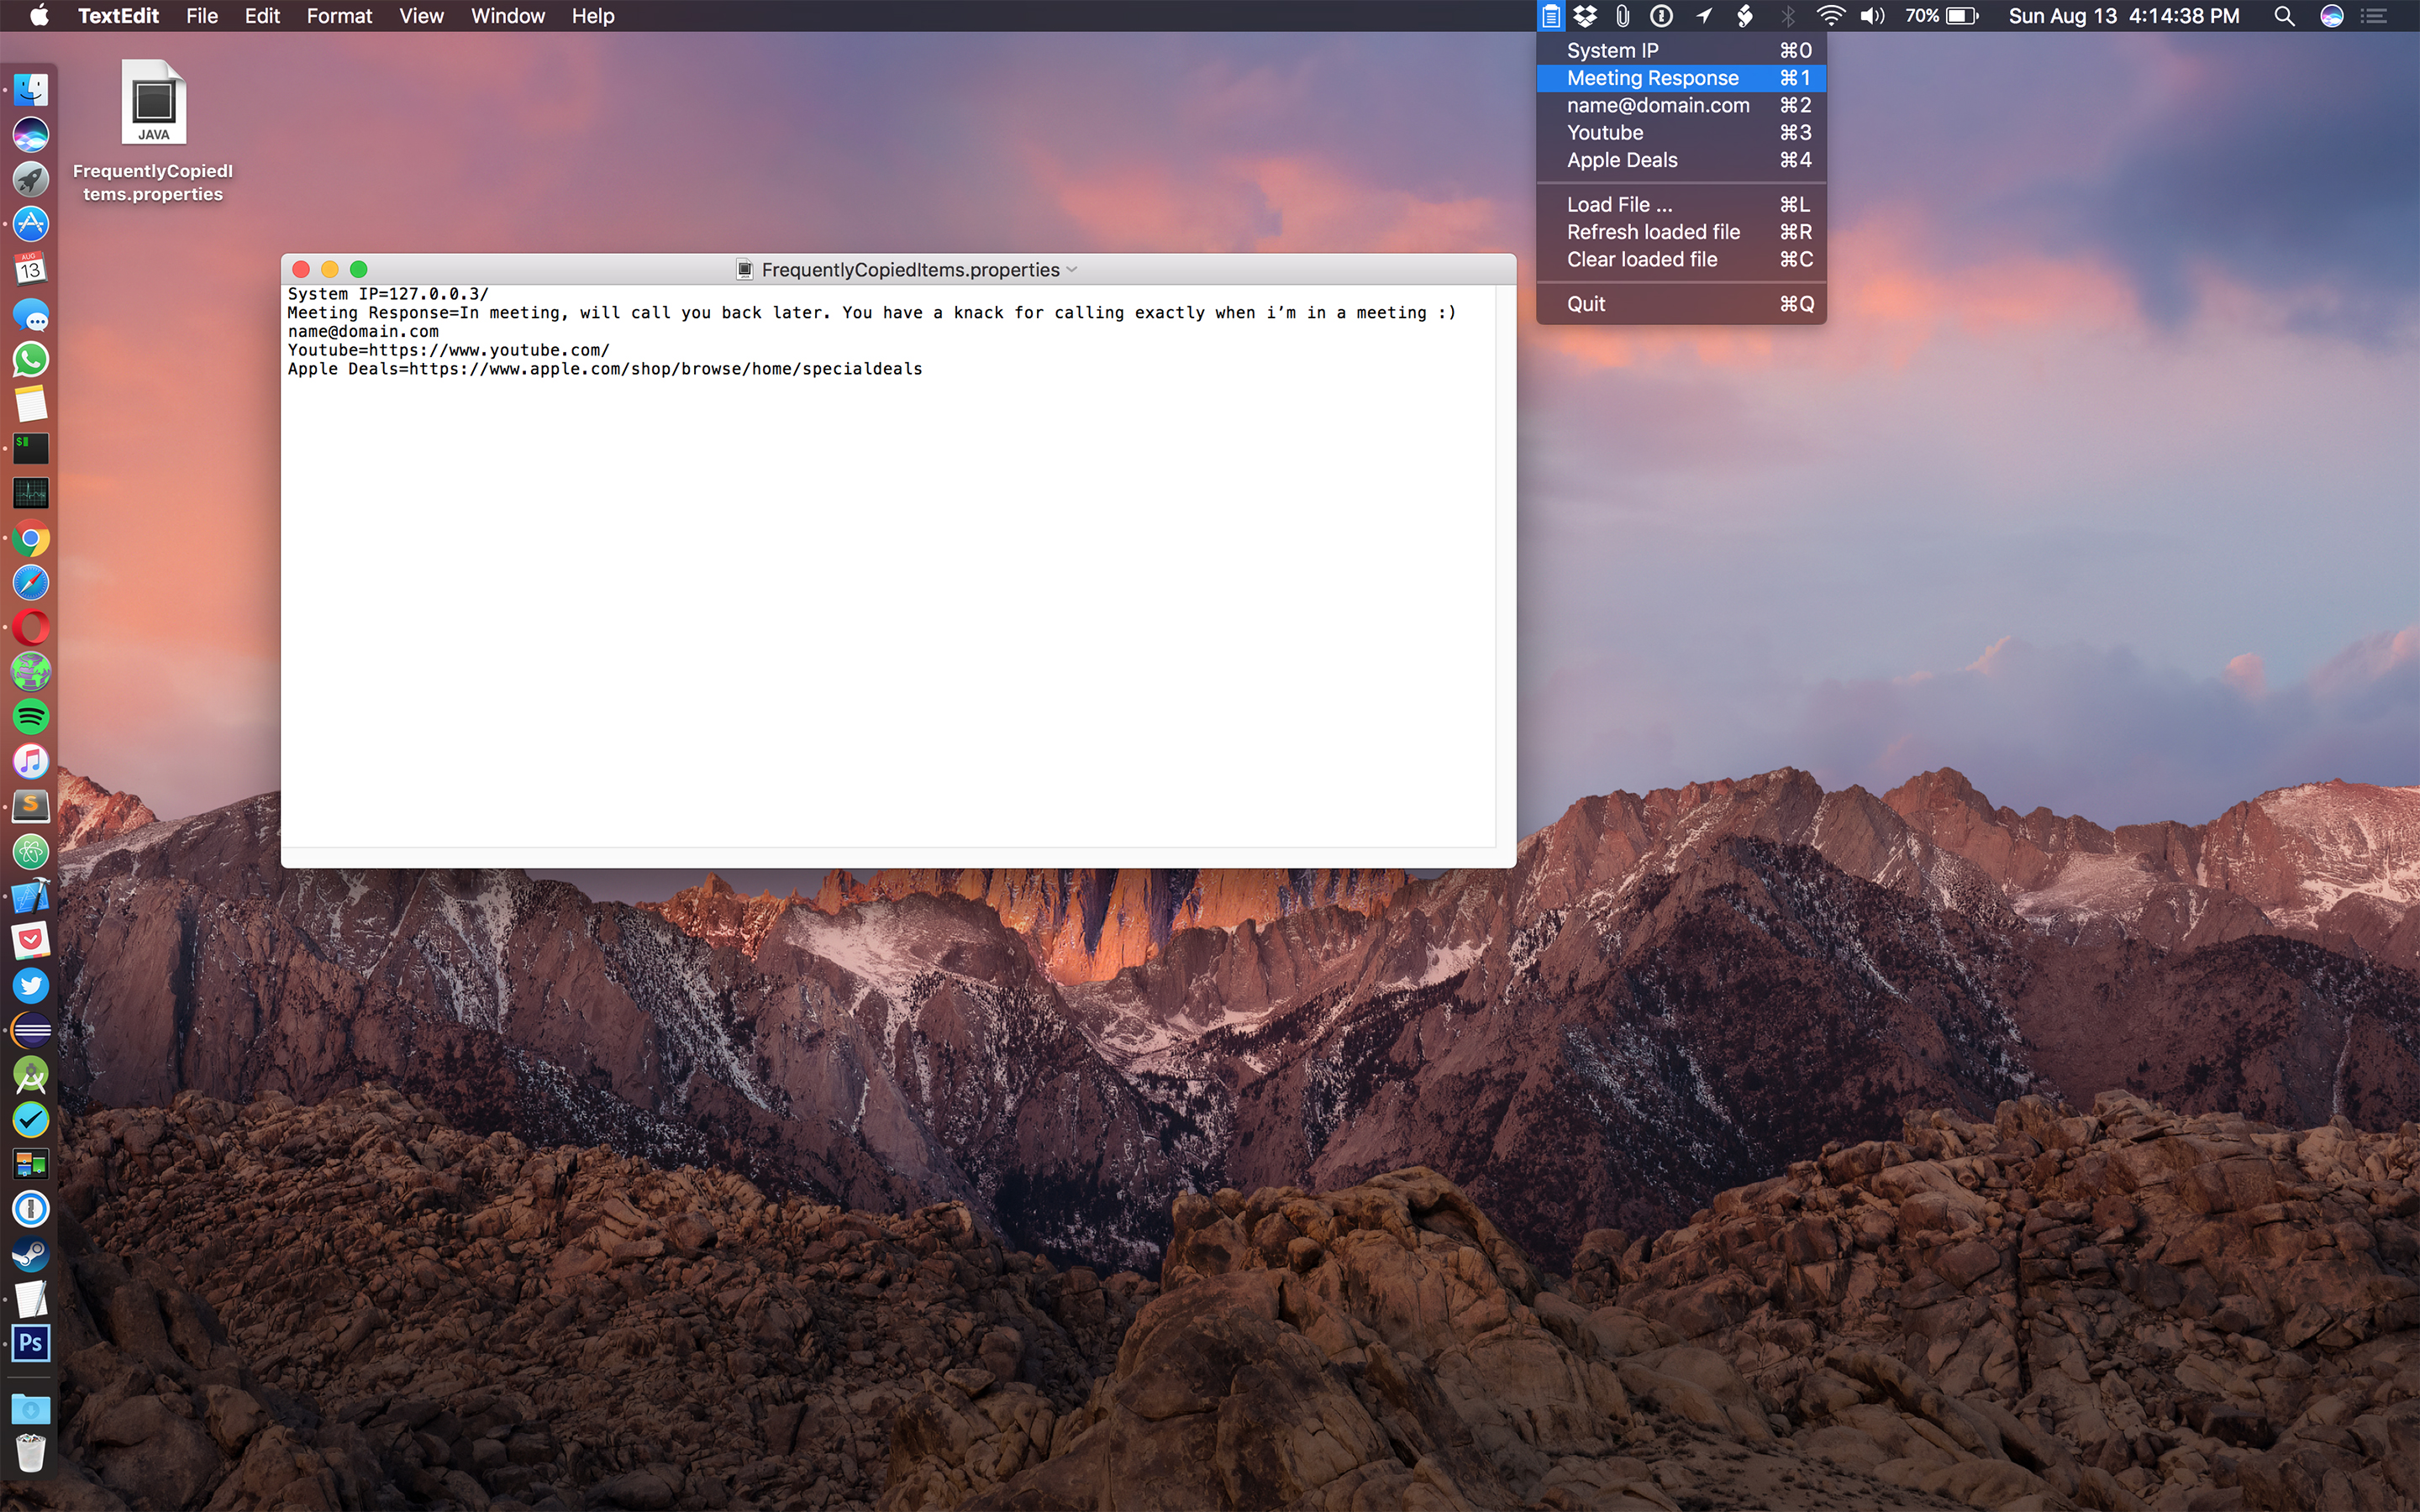 TextEdit File Edit Format View Window Help 70% Sun Aug 13 4:14:38 PM
System IP ⌘0
Meeting Response ⌘1
name@domain.com ⌘2
Youtube ⌘3
Apple Deals ⌘4
Load File ... ⌘L
Refresh loaded file ⌘R
Clear loaded file ⌘C
Quit ⌘Q
JAVA
FrequentlyCopiedI
tems.properties
FrequentlyCopiedItems.properties
System IP=127.0.0.3/
Meeting Response=In meeting, will call you back later. You have a knack for calling exactly when i’m in a meeting :)
name@domain.com
Youtube=https://www.youtube.com/
Apple Deals=https://www.apple.com/shop/browse/home/specialdeals
AUG
13
$
S
Ps